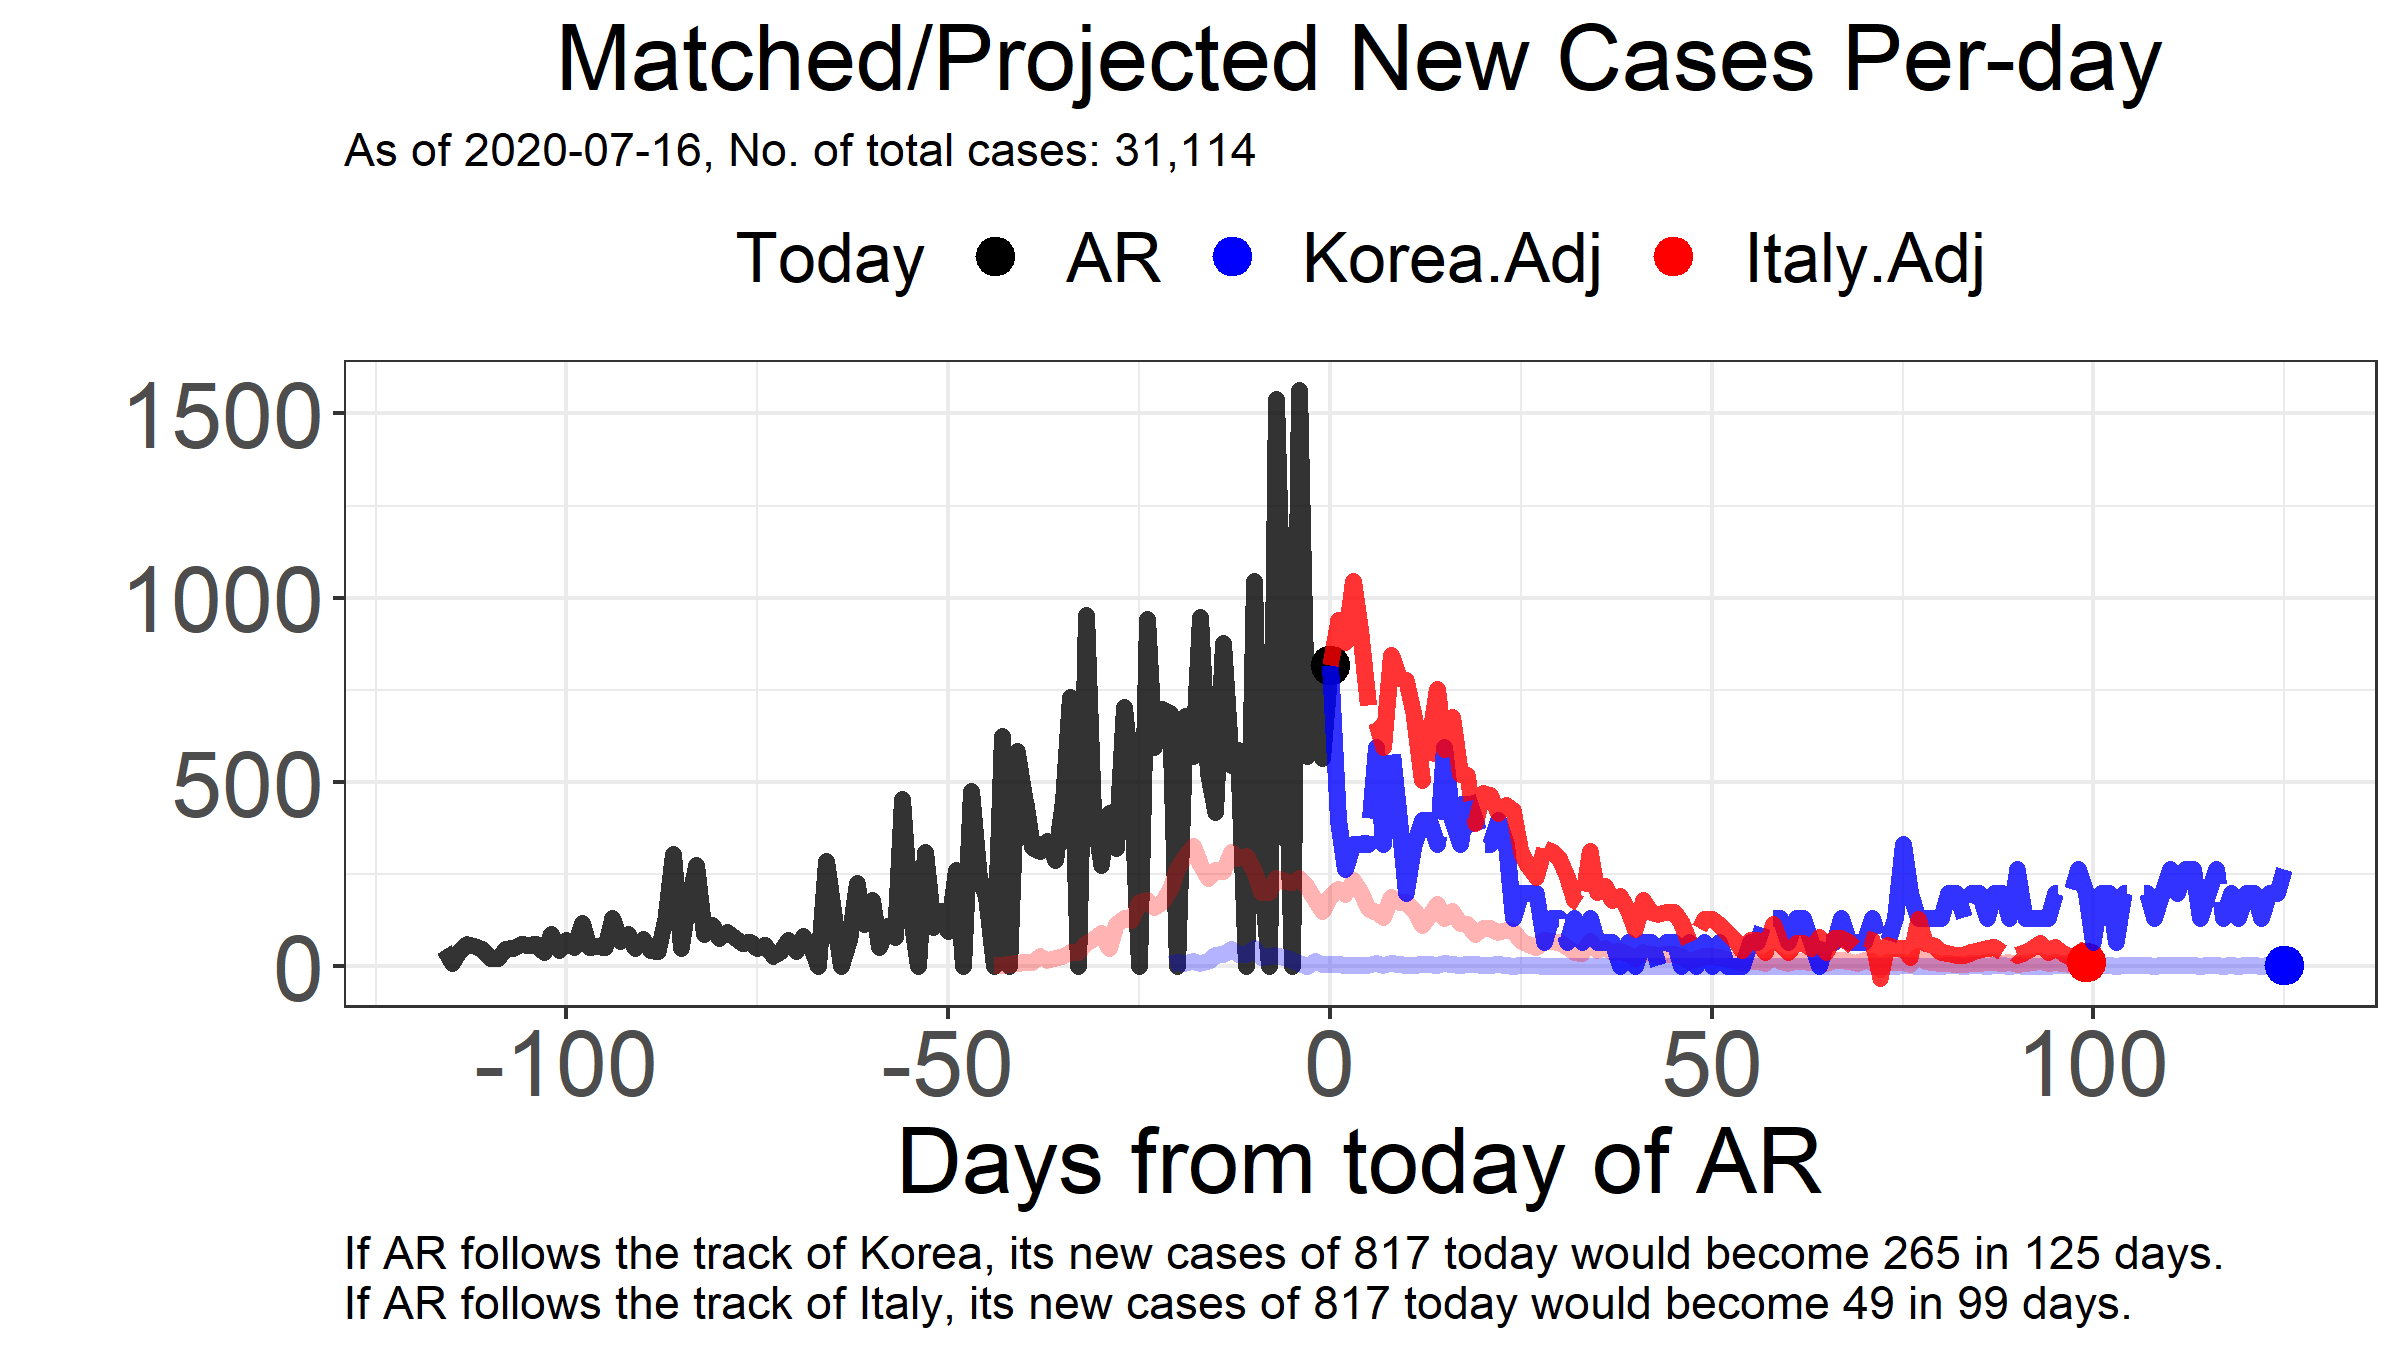 Matched/Projected New Cases Per-day
As of 2020-07-16, No. of total cases: 31,114
Today AR Korea.Adj Italy.Adj
1500
1000
500
0
-100 -50 0 50 100
Days from today of AR
If AR follows the track of Korea, its new cases of 817 today would become 265 in 125 days.
If AR follows the track of Italy, its new cases of 817 today would become 49 in 99 days.